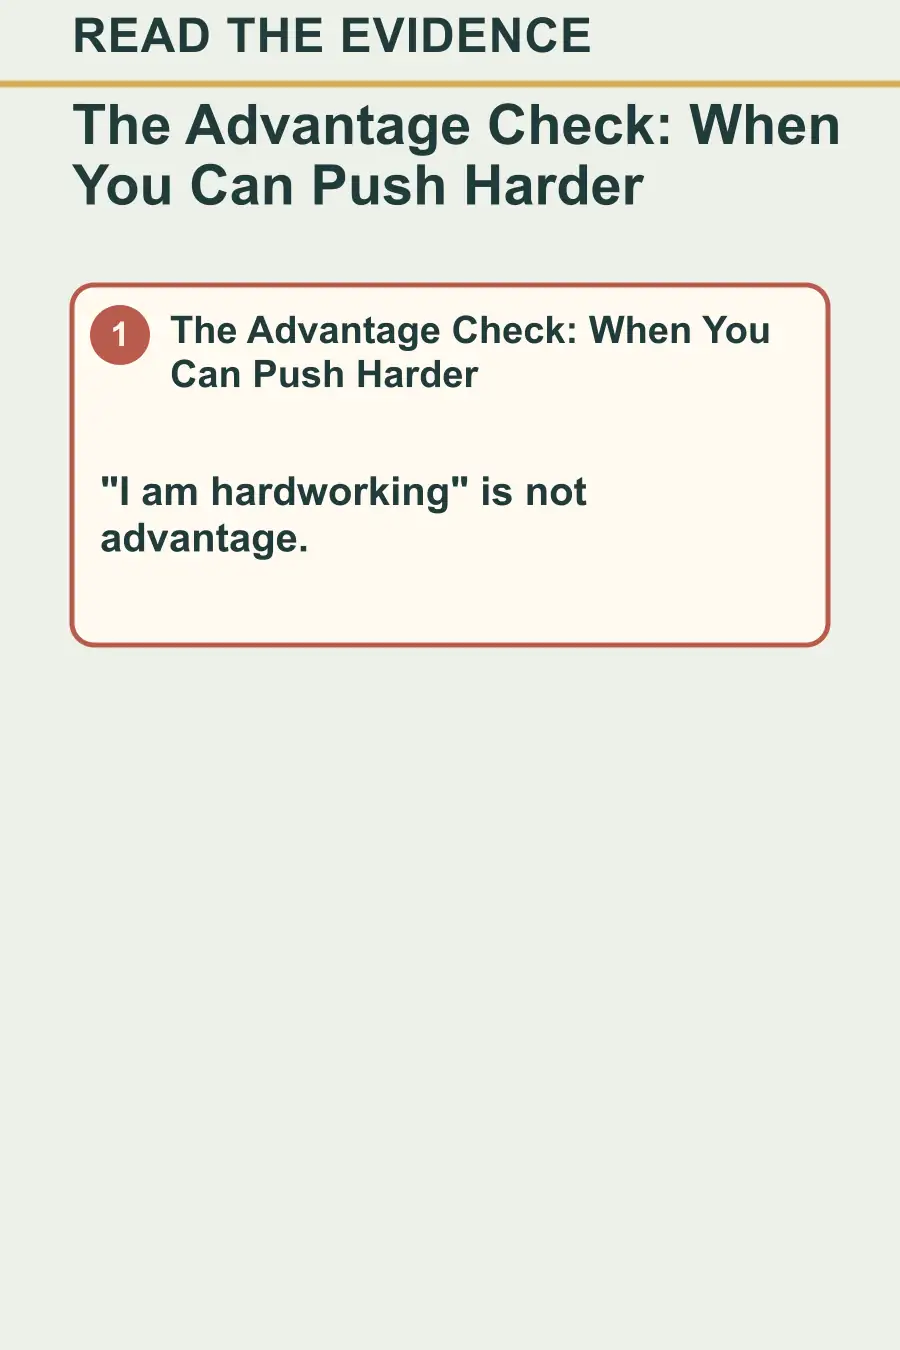 READ THE EVIDENCE
The Advantage Check: When
You Can Push Harder
1
The Advantage Check: When You
Can Push Harder
"I am hardworking" is not
advantage.